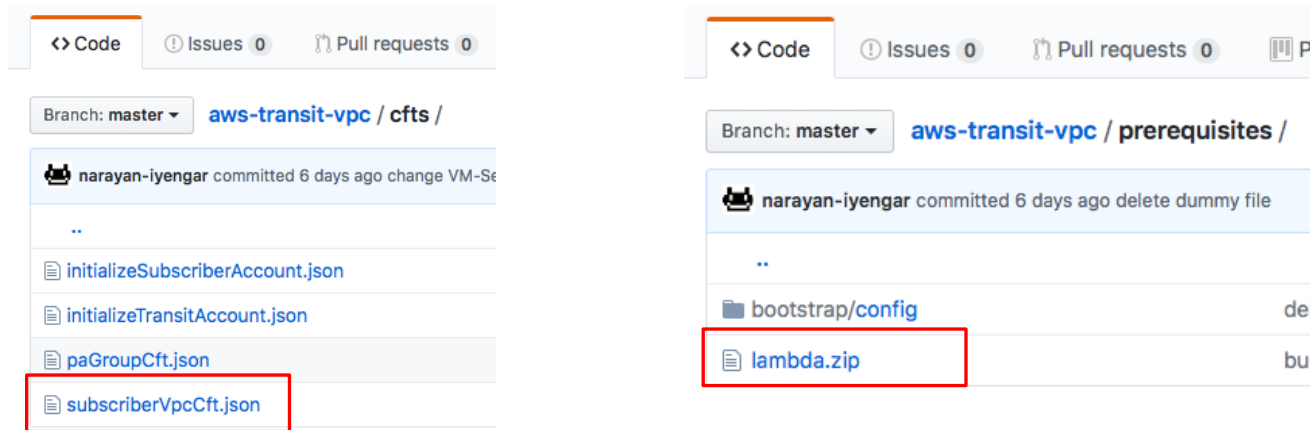 Code Issues 0 Pull requests 0
Branch: master aws-transit-vpc / cfts /
narayan-iyengar committed 6 days ago change VM-Se
..
initializeSubscriberAccount.json
initializeTransitAccount.json
paGroupCft.json
subscriberVpcCft.json
Code Issues 0 Pull requests 0 P
Branch: master aws-transit-vpc / prerequisites /
narayan-iyengar committed 6 days ago delete dummy file
..
bootstrap/config de
lambda.zip bu